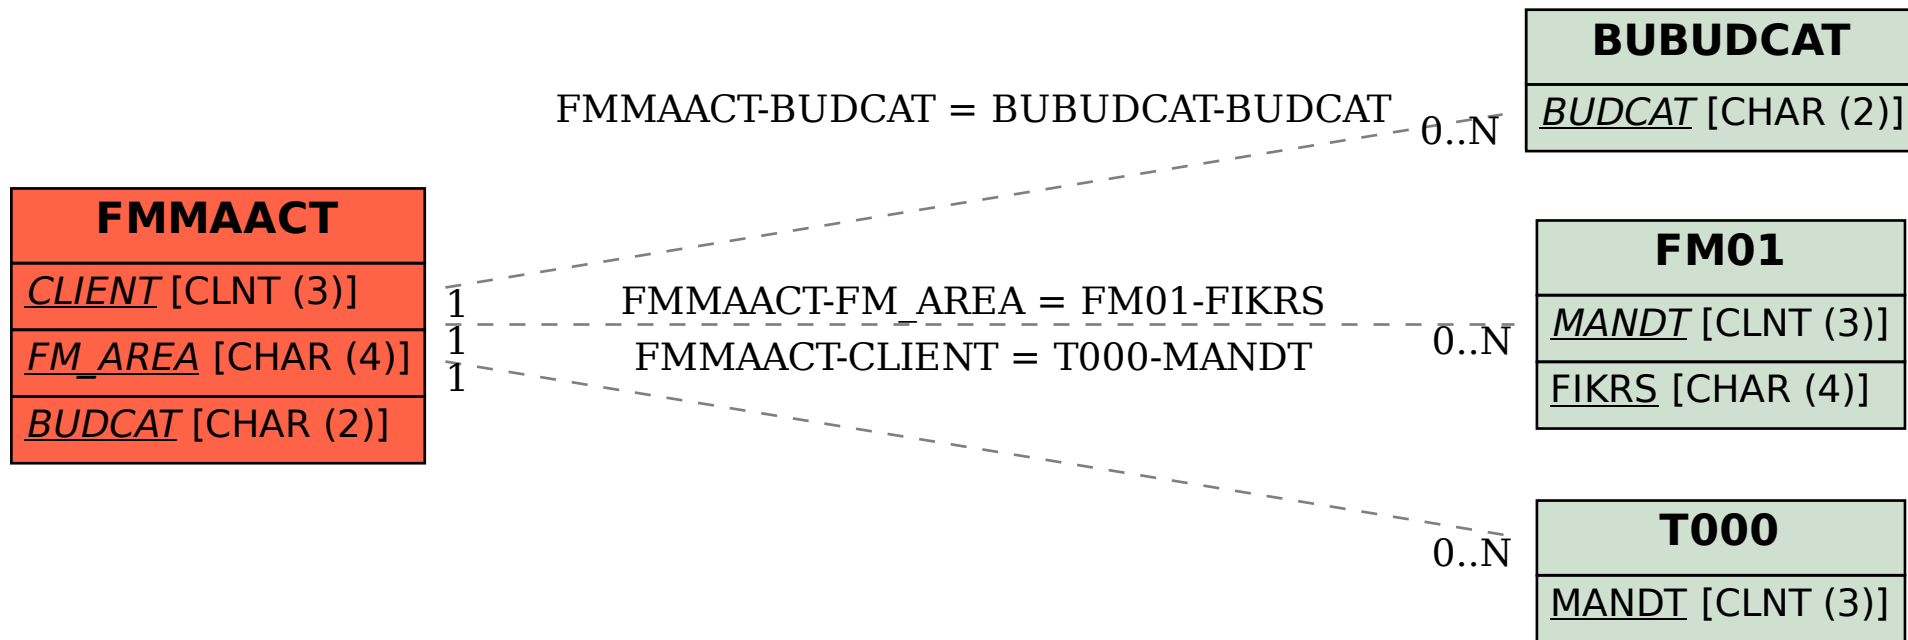 FMMAACT
CLIENT [CLNT (3)]
FM_AREA [CHAR (4)]
BUDCAT [CHAR (2)]
FMMAACT-BUDCAT = BUBUDCAT-BUDCAT
0..N
1
FMMAACT-FM_AREA = FM01-FIKRS
0..N
1
FMMAACT-CLIENT = T000-MANDT
0..N
1
BUBUDCAT
BUDCAT [CHAR (2)]
FM01
MANDT [CLNT (3)]
FIKRS [CHAR (4)]
T000
MANDT [CLNT (3)]